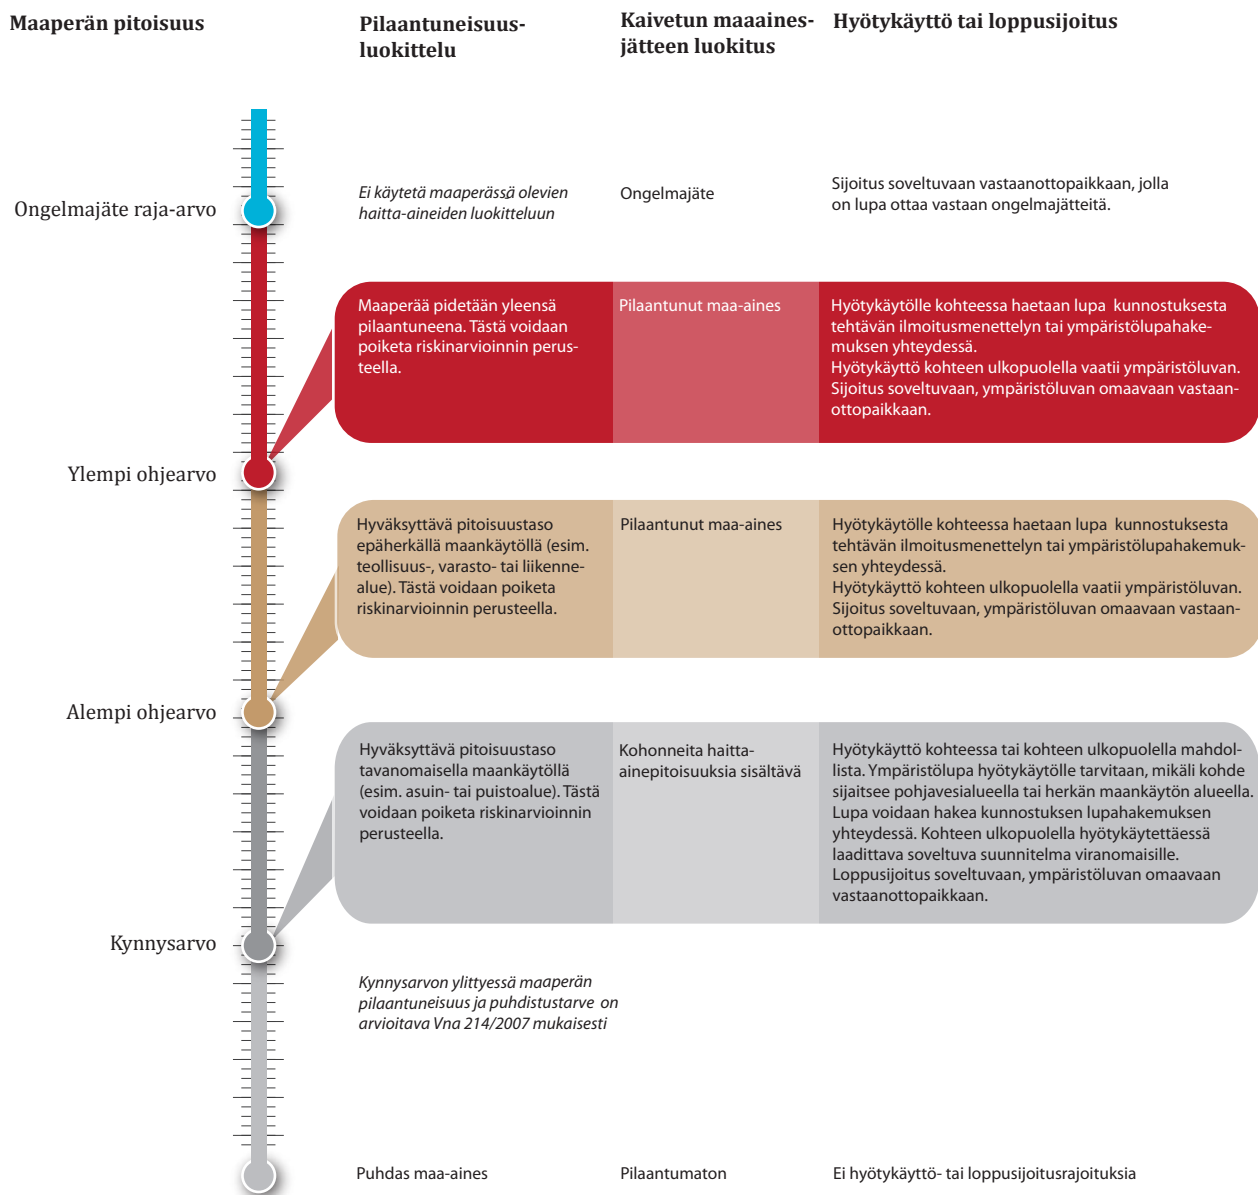 Maaperän pitoisuus
Pilaantuneisuus-
luokittelu
Kaivetun maaaines-
jätteen luokitus
Hyötykäyttö tai loppusijoitus
Ongelmajäte raja-arvo
Ei käytetä maaperässä olevien
haitta-aineiden luokitteluun
Ongelmajäte
Sijoitus soveltuvaan vastaanottopaikkaan, jolla
on lupa ottaa vastaan ongelmajätteitä.
Maaperää pidetään yleensä
pilaantuneena. Tästä voidaan
poiketa riskinarvioinnin perus-
teella.
Pilaantunut maa-aines
Hyötykäytölle kohteessa haetaan lupa kunnostuksesta
tehtävän ilmoitusmenettelyn tai ympäristölupahake-
muksen yhteydessä.
Hyötykäyttö kohteen ulkopuolella vaatii ympäristöluvan.
Sijoitus soveltuvaan, ympäristöluvan omaavaan vastaan-
ottopaikkaan.
Ylempi ohjearvo
Hyväksyttävä pitoisuustaso
epäherkällä maankäytöllä (esim.
teollisuus-, varasto- tai liikenne-
alue). Tästä voidaan poiketa
riskinarvioinnin perusteella.
Pilaantunut maa-aines
Hyötykäytölle kohteessa haetaan lupa kunnostuksesta
tehtävän ilmoitusmenettelyn tai ympäristölupahakemuk-
sen yhteydessä.
Hyötykäyttö kohteen ulkopuolella vaatii ympäristöluvan.
Sijoitus soveltuvaan, ympäristöluvan omaavaan vastaan-
ottopaikkaan.
Alempi ohjearvo
Hyväksyttävä pitoisuustaso
tavanomaisella maankäytöllä
(esim. asuin- tai puistoalue). Tästä
voidaan poiketa riskinarvioinnin
perusteella.
Kohonneita haitta-
ainepitoisuuksia sisältävä
Hyötykäyttö kohteessa tai kohteen ulkopuolella mahdol-
lista. Ympäristölupa hyötykäytölle tarvitaan, mikäli kohde
sijaitsee pohjavesialueella tai herkän maankäytön alueella.
Lupa voidaan hakea kunnostuksen lupahakemuksen
yhteydessä. Kohteen ulkopuolella hyötykäytettäessä
laadittava soveltuva suunnitelma viranomaisille.
Loppusijoitus soveltuvaan, ympäristöluvan omaavaan
vastaanottopaikkaan.
Kynnysarvo
Kynnysarvon ylittyessä maaperän
pilaantuneisuus ja puhdistustarve on
arvioitava Vna 214/2007 mukaisesti
Puhdas maa-aines
Pilaantumaton
Ei hyötykäyttö- tai loppusijoitusrajoituksia